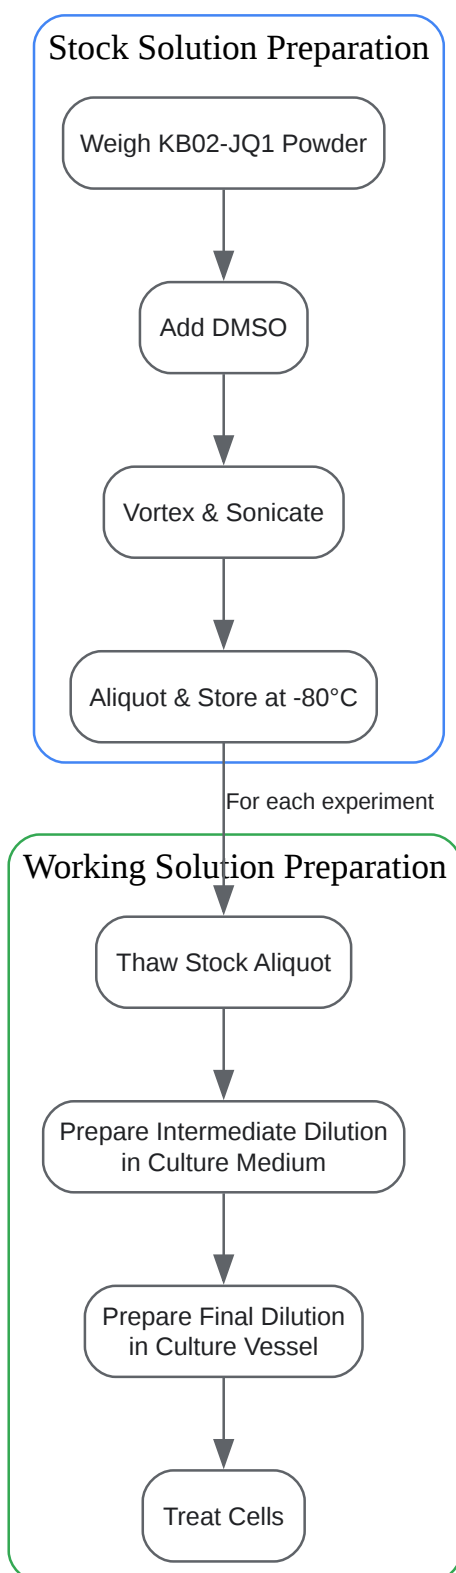 Stock Solution Preparation
Weigh KB02-JQ1 Powder
Add DMSO
Vortex & Sonicate
Aliquot & Store at -80°C
For each experiment
Working Solution Preparation
Thaw Stock Aliquot
Prepare Intermediate Dilution
in Culture Medium
Prepare Final Dilution
in Culture Vessel
Treat Cells